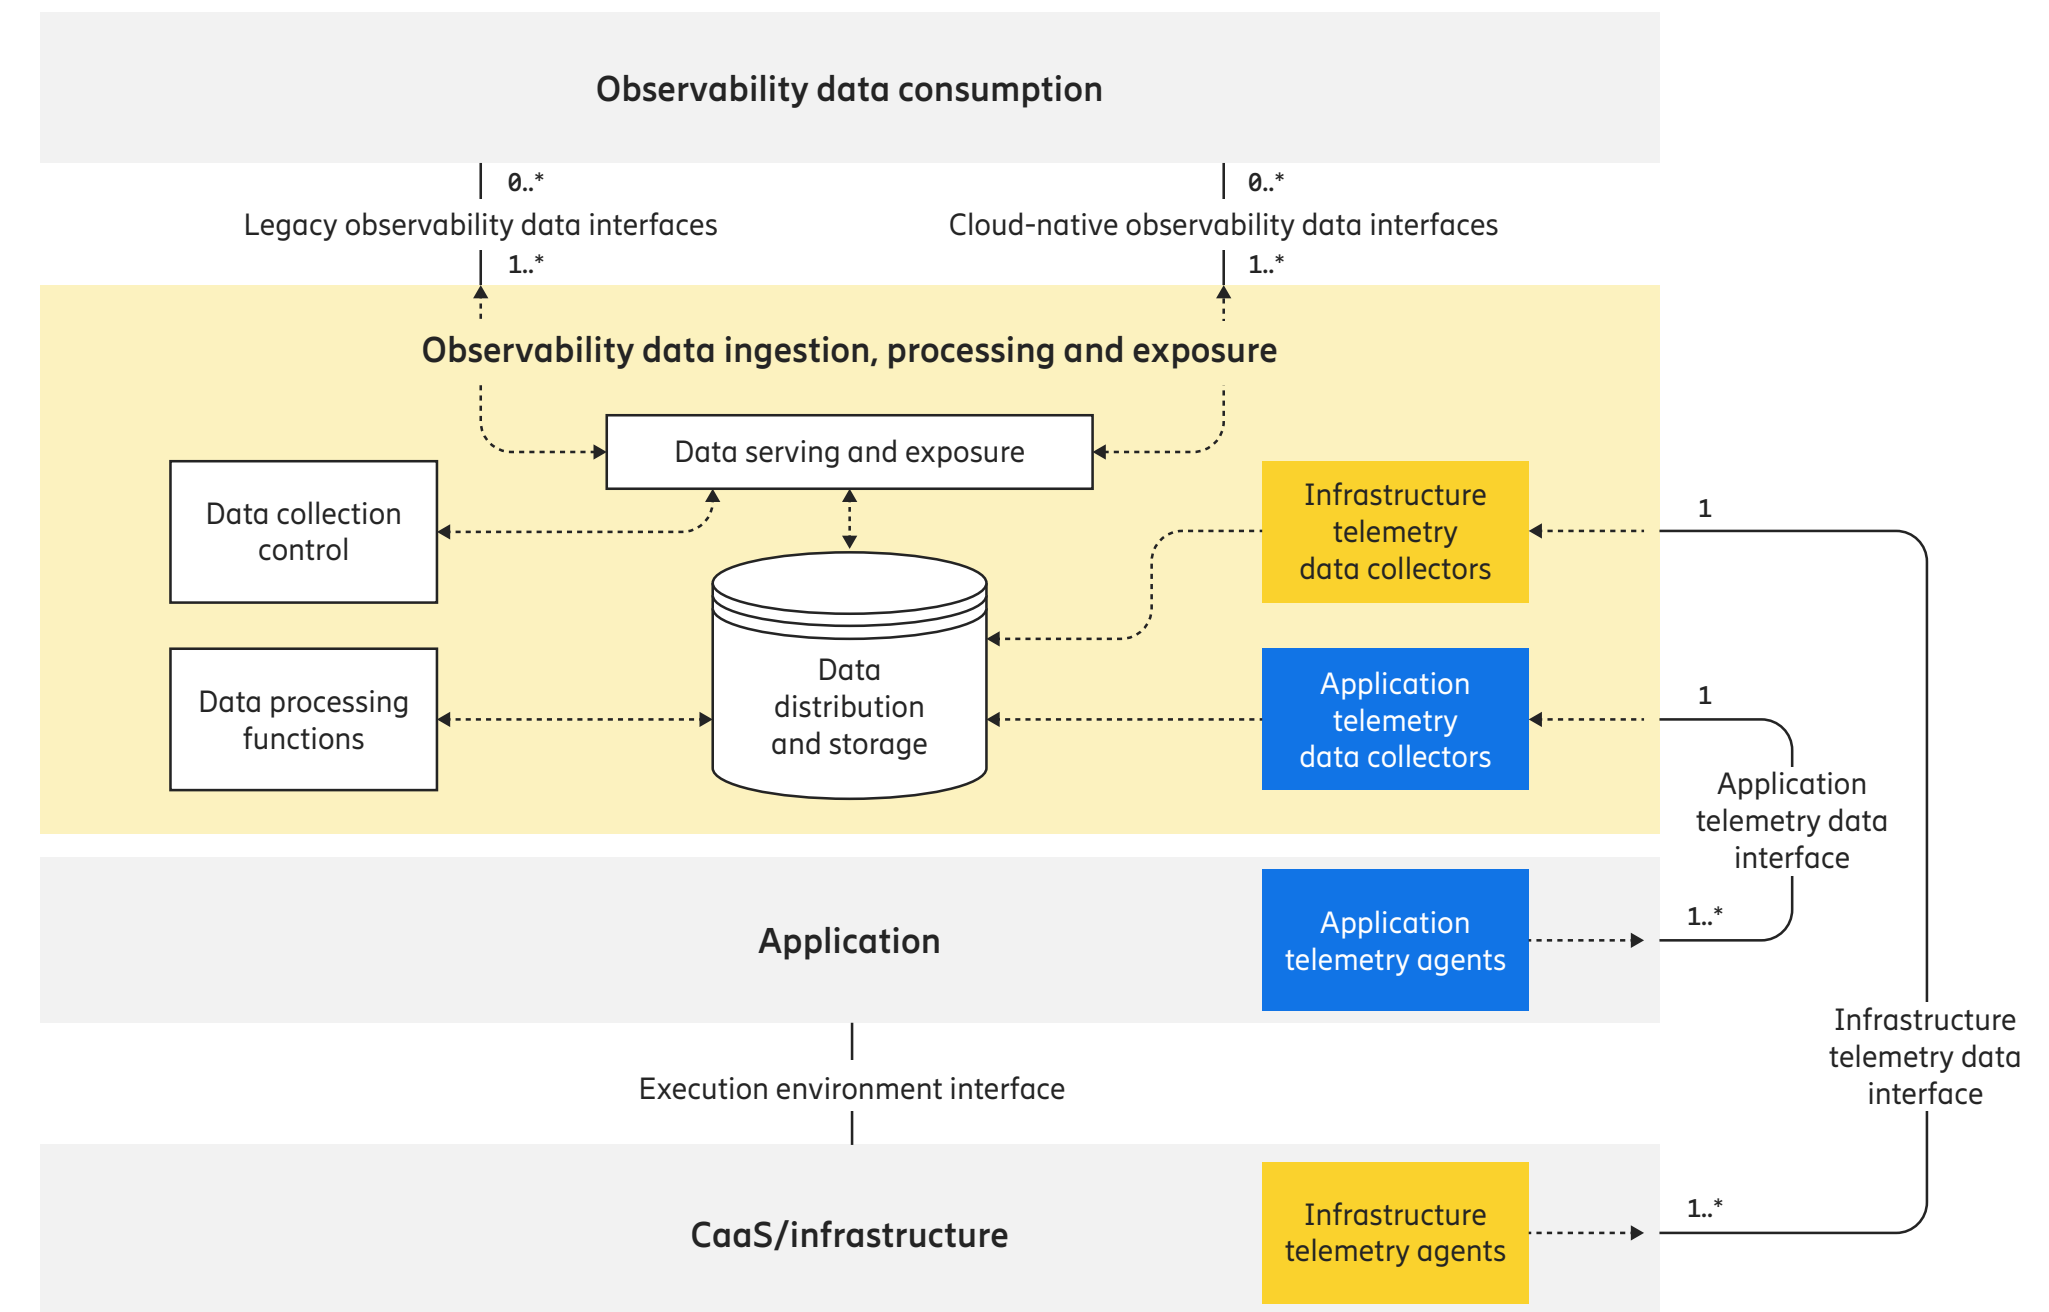 Observability data consumption
0..*
0..*
Legacy observability data interfaces
Cloud-native observability data interfaces
1..*
1..*
Observability data ingestion, processing and exposure
Data serving and exposure
Data collection
control
Infrastructure
telemetry
data collectors
1
Data processing
functions
Data
distribution
and storage
Application
telemetry
data collectors
1
Application
telemetry data
interface
Application
Application
telemetry agents
1..*
Infrastructure
telemetry data
interface
Execution environment interface
CaaS/infrastructure
Infrastructure
telemetry agents
1..*